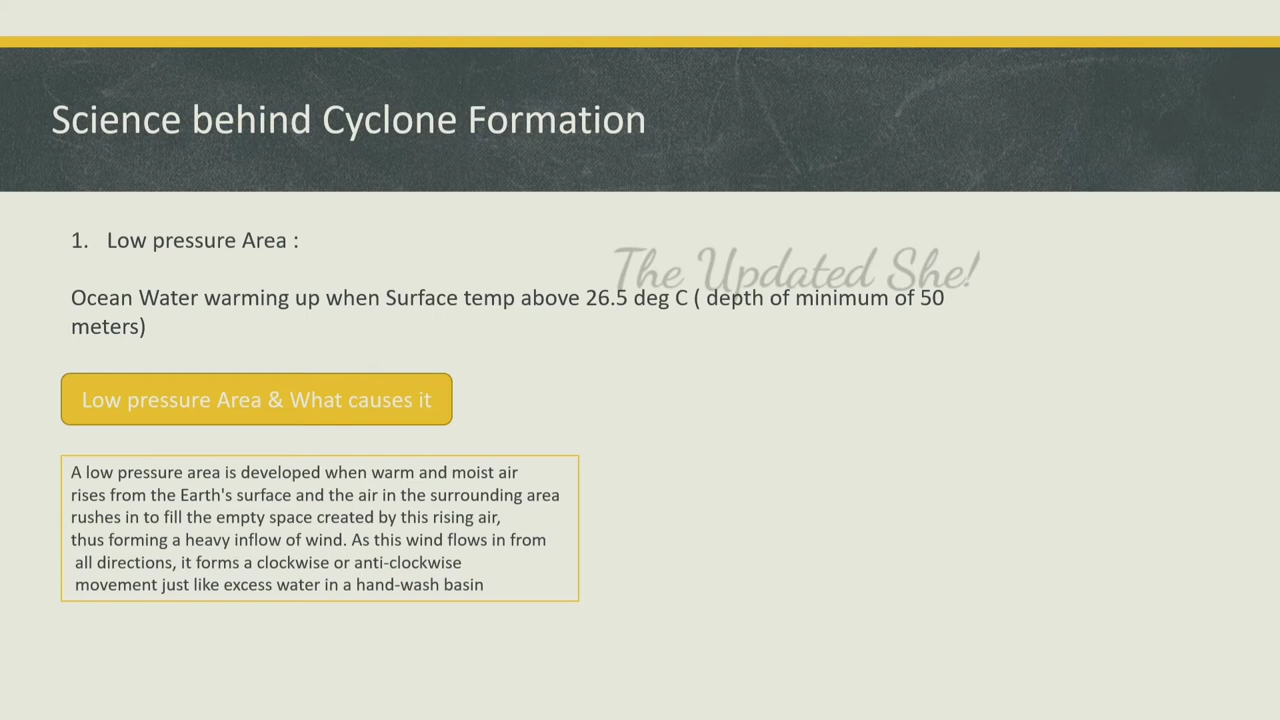 Science behind Cyclone Formation
1. Low pressure Area :
The Updated She!
Ocean Water warming up when Surface temp above 26.5 deg C ( depth of minimum of 50
meters)
Low pressure Area & What causes it
A low pressure area is developed when warm and moist air
rises from the Earth's surface and the air in the surrounding area
rushes in to fill the empty space created by this rising air,
thus forming a heavy inflow of wind. As this wind flows in from
all directions, it forms a clockwise or anti-clockwise
movement just like excess water in a hand-wash basin